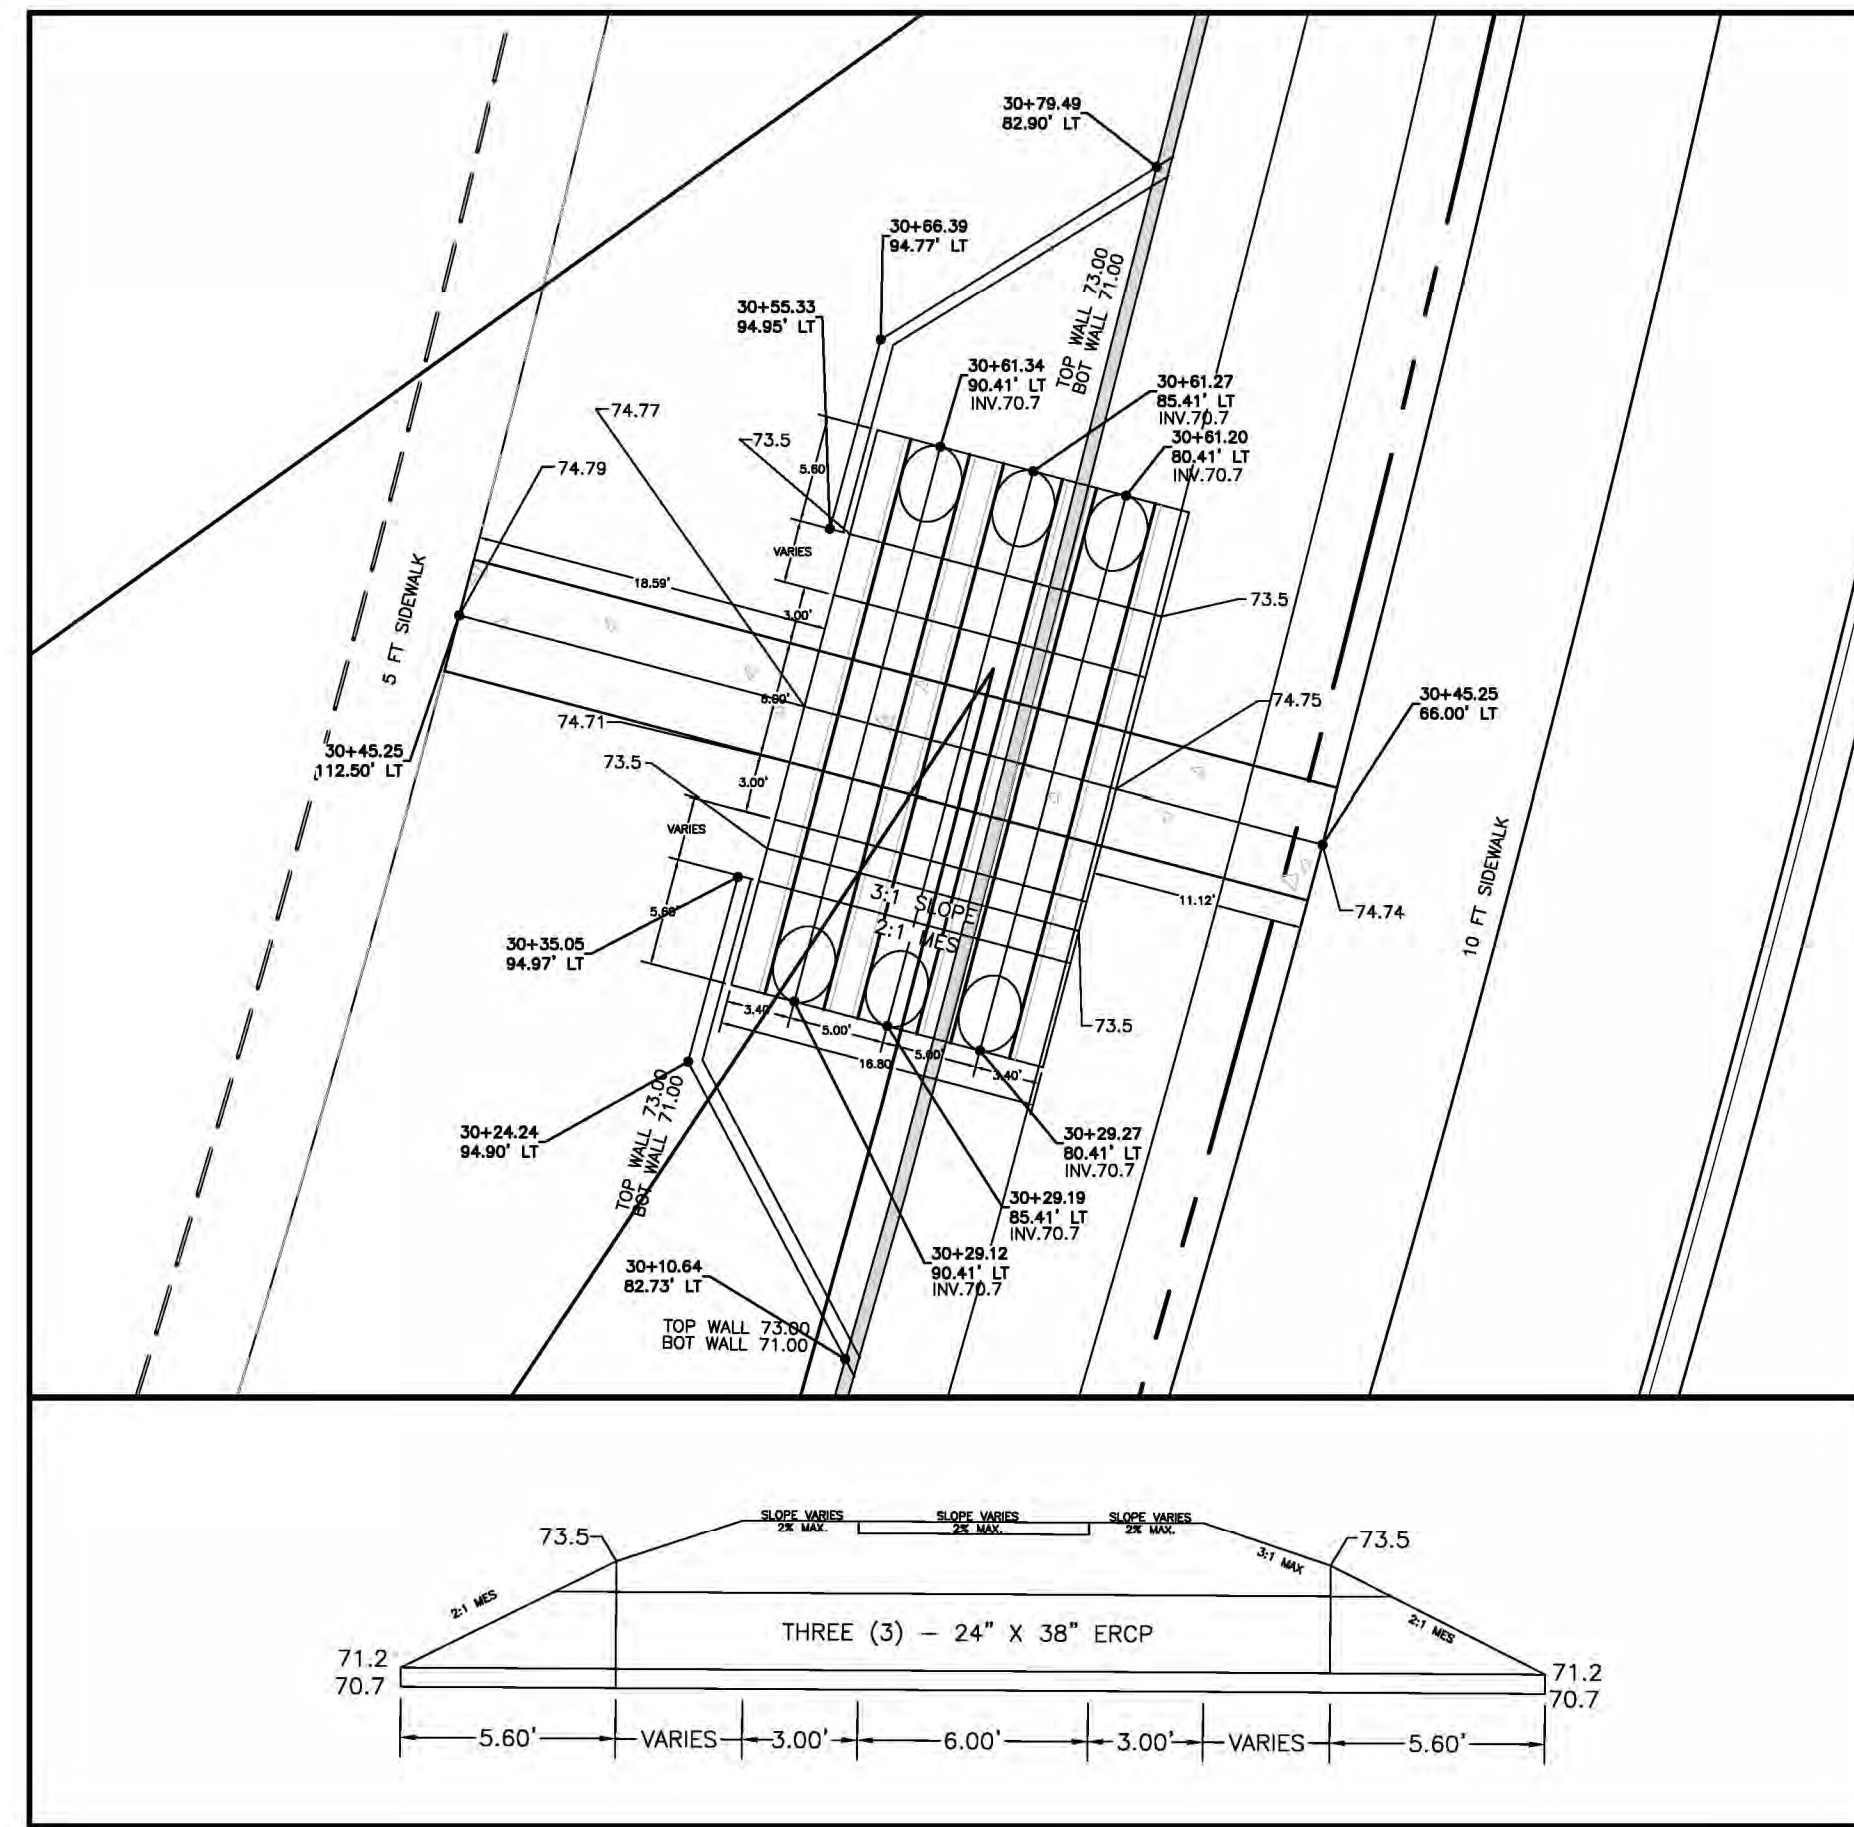 30+79.49
82.90' LT
30+66.39
94.77' LT
TOP WALL 73.00
BOT WALL 71.00
30+55.33
94.95' LT
30+61.34
90.41' LT
INV.70.7
30+61.27
85.41' LT
INV.70.7
30+61.20
80.41' LT
INV.70.7
74.77
73.5
74.79
5.60'
VARIES
18.59'
3.00'
73.5
5 FT SIDEWALK
6.00'
74.75
30+45.25
66.00' LT
74.71
30+45.25
112.50' LT
73.5
3.00'
VARIES
3:1 SLOPE
2:1 MES
11.12'
74.74
10 FT SIDEWALK
5.60'
30+35.05
94.97' LT
3.40'
5.00'
5.00'
3.40'
16.80'
73.5
30+24.24
94.90' LT
TOP WALL 73.00
BOT WALL 71.00
30+29.27
80.41' LT
INV.70.7
30+29.19
85.41' LT
INV.70.7
30+29.12
90.41' LT
INV.70.7
30+10.64
82.73' LT
TOP WALL 73.00
BOT WALL 71.00
SLOPE VARIES
2% MAX.
SLOPE VARIES
2% MAX.
SLOPE VARIES
2% MAX.
73.5
73.5
3:1 MAX
2:1 MES
2:1 MES
THREE (3) – 24" X 38" ERCP
71.2
70.7
71.2
70.7
5.60'
VARIES
3.00'
6.00'
3.00'
VARIES
5.60'